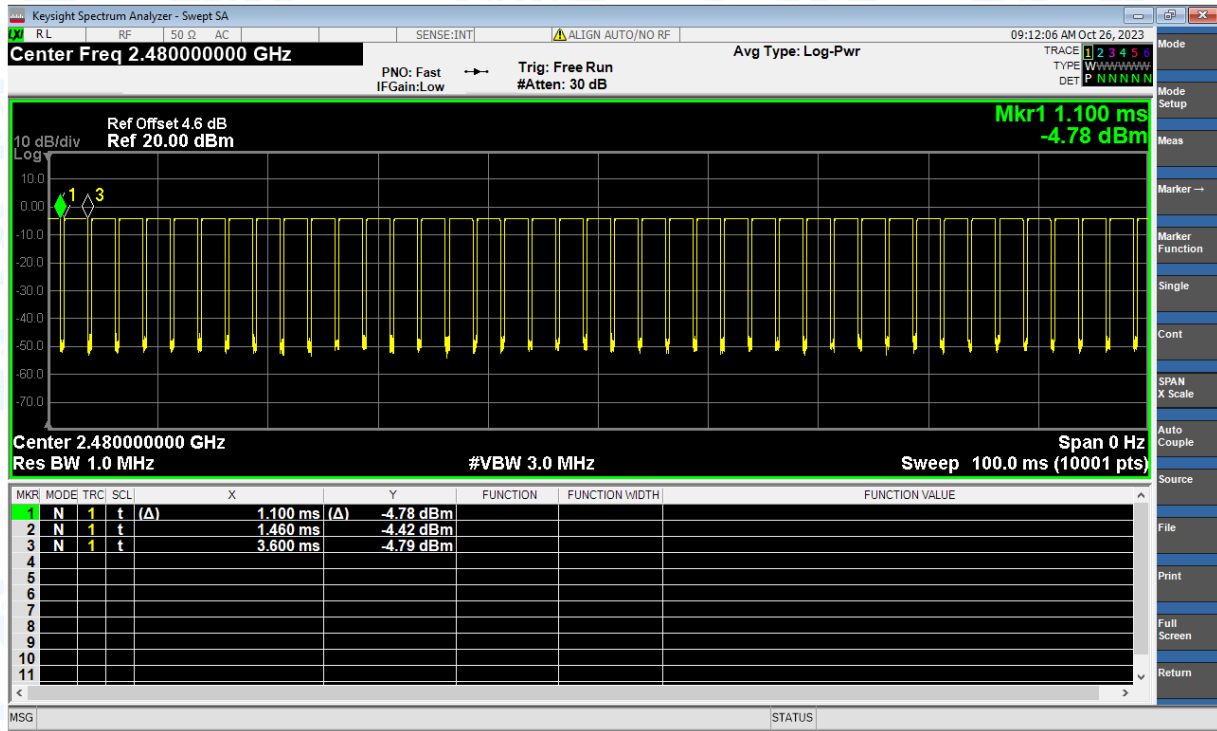 Keysight Spectrum Analyzer - Swept SA
LXI RL RF 50 Ω AC SENSE:INT ALIGN AUTO/NO RF 09:12:06 AM Oct 26, 2023
Center Freq 2.480000000 GHz
Avg Type: Log-Pwr
TRACE 1 2 3 4 5 6
TYPE WWWWWW
DET P N N N N N
PNO: Fast Trig: Free Run
IFGain:Low #Atten: 30 dB
Mkr1 1.100 ms
-4.78 dBm
Ref Offset 4.6 dB
10 dB/div Ref 20.00 dBm
Log
10.0
0.00
-10.0
-20.0
-30.0
-40.0
-50.0
-60.0
-70.0
1 3
Center 2.480000000 GHz Span 0 Hz
Res BW 1.0 MHz #VBW 3.0 MHz Sweep 100.0 ms (10001 pts)
MKR MODE TRC SCL X Y FUNCTION FUNCTION WIDTH FUNCTION VALUE
1 N 1 t (Δ) 1.100 ms (Δ) -4.78 dBm
2 N 1 t 1.460 ms -4.42 dBm
3 N 1 t 3.600 ms -4.79 dBm
4
5
6
7
8
9
10
11
MSG STATUS
Mode
Mode
Setup
Meas
Marker →
Marker
Function
Single
Cont
SPAN
X Scale
Auto
Couple
Source
File
Print
Full
Screen
Return